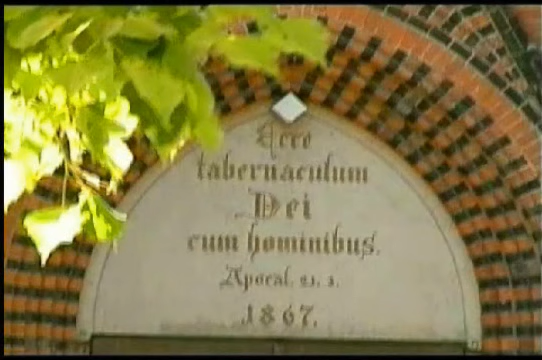 Ecce
tabernaculum
Dei
cum hominibus.
Apocal. 21. 3.
1867.